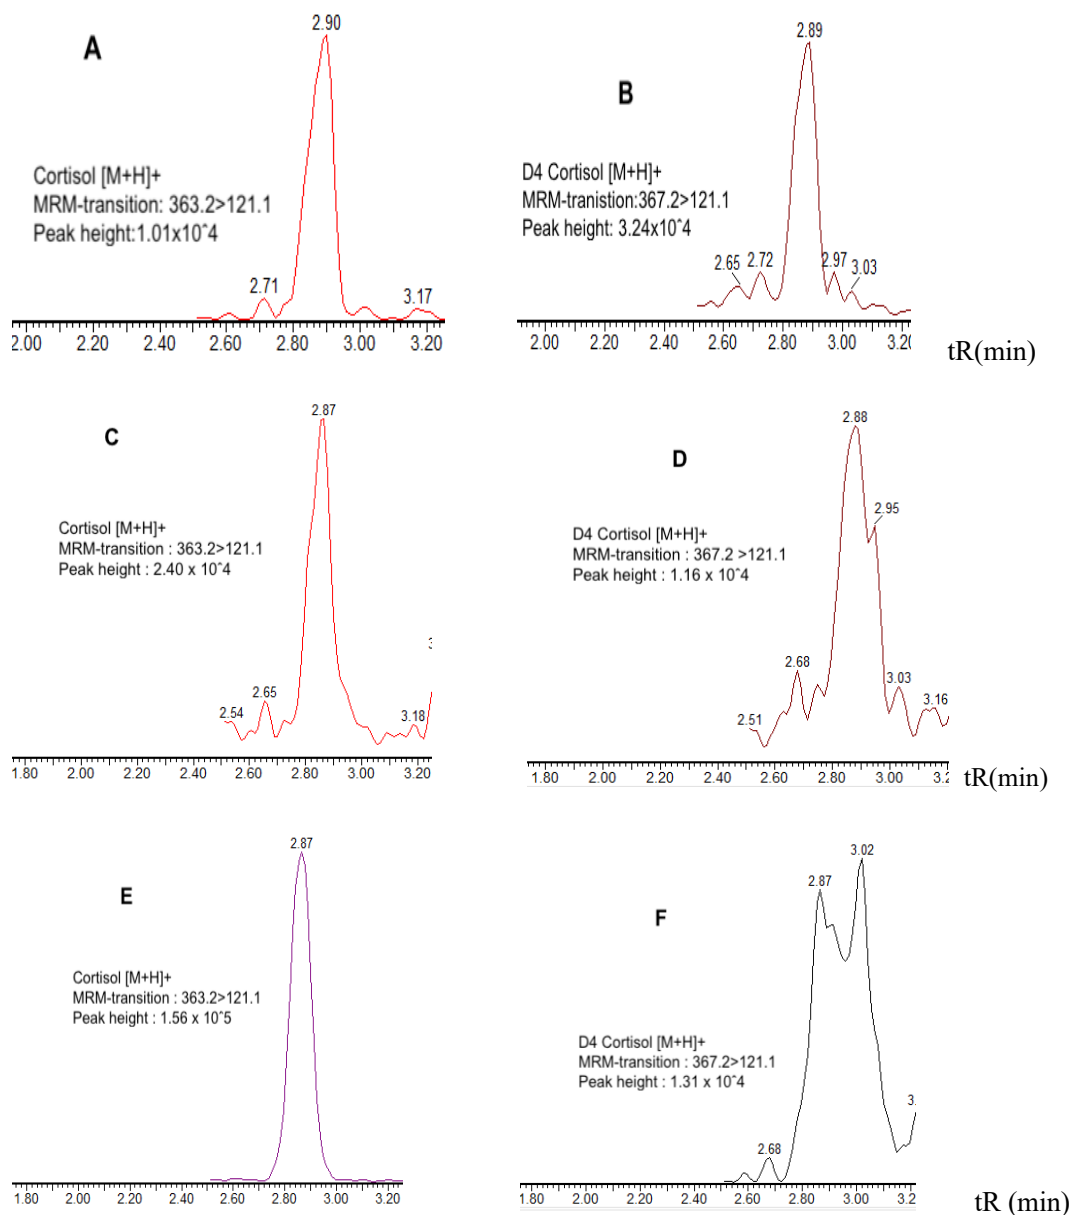 A
2.90
Cortisol [M+H]+
MRM-transition: 363.2>121.1
Peak height:1.01x10^4
2.71
3.17
2.00 2.20 2.40 2.60 2.80 3.00 3.20
B
2.89
D4 Cortisol [M+H]+
MRM-tranistion:367.2>121.1
Peak height: 3.24x10^4
2.65 2.72 2.97 3.03
2.00 2.20 2.40 2.60 2.80 3.00 3.20
tR(min)
C
2.87
Cortisol [M+H]+
MRM-transition : 363.2>121.1
Peak height : 2.40 x 10^4
2.54 2.65 3.18
1.80 2.00 2.20 2.40 2.60 2.80 3.00 3.20
D
2.88
2.95
D4 Cortisol [M+H]+
MRM-transition : 367.2 >121.1
Peak height : 1.16 x 10^4
2.51 2.68 3.03 3.16
1.80 2.00 2.20 2.40 2.60 2.80 3.00 3.2
tR(min)
E
2.87
Cortisol [M+H]+
MRM-transition : 363.2>121.1
Peak height : 1.56 x 10^5
1.80 2.00 2.20 2.40 2.60 2.80 3.00 3.20
F
2.87 3.02
D4 Cortisol [M+H]+
MRM-transition : 367.2>121.1
Peak height : 1.31 x 10^4
2.68
3.
1.80 2.00 2.20 2.40 2.60 2.80 3.00 3.2
tR (min)